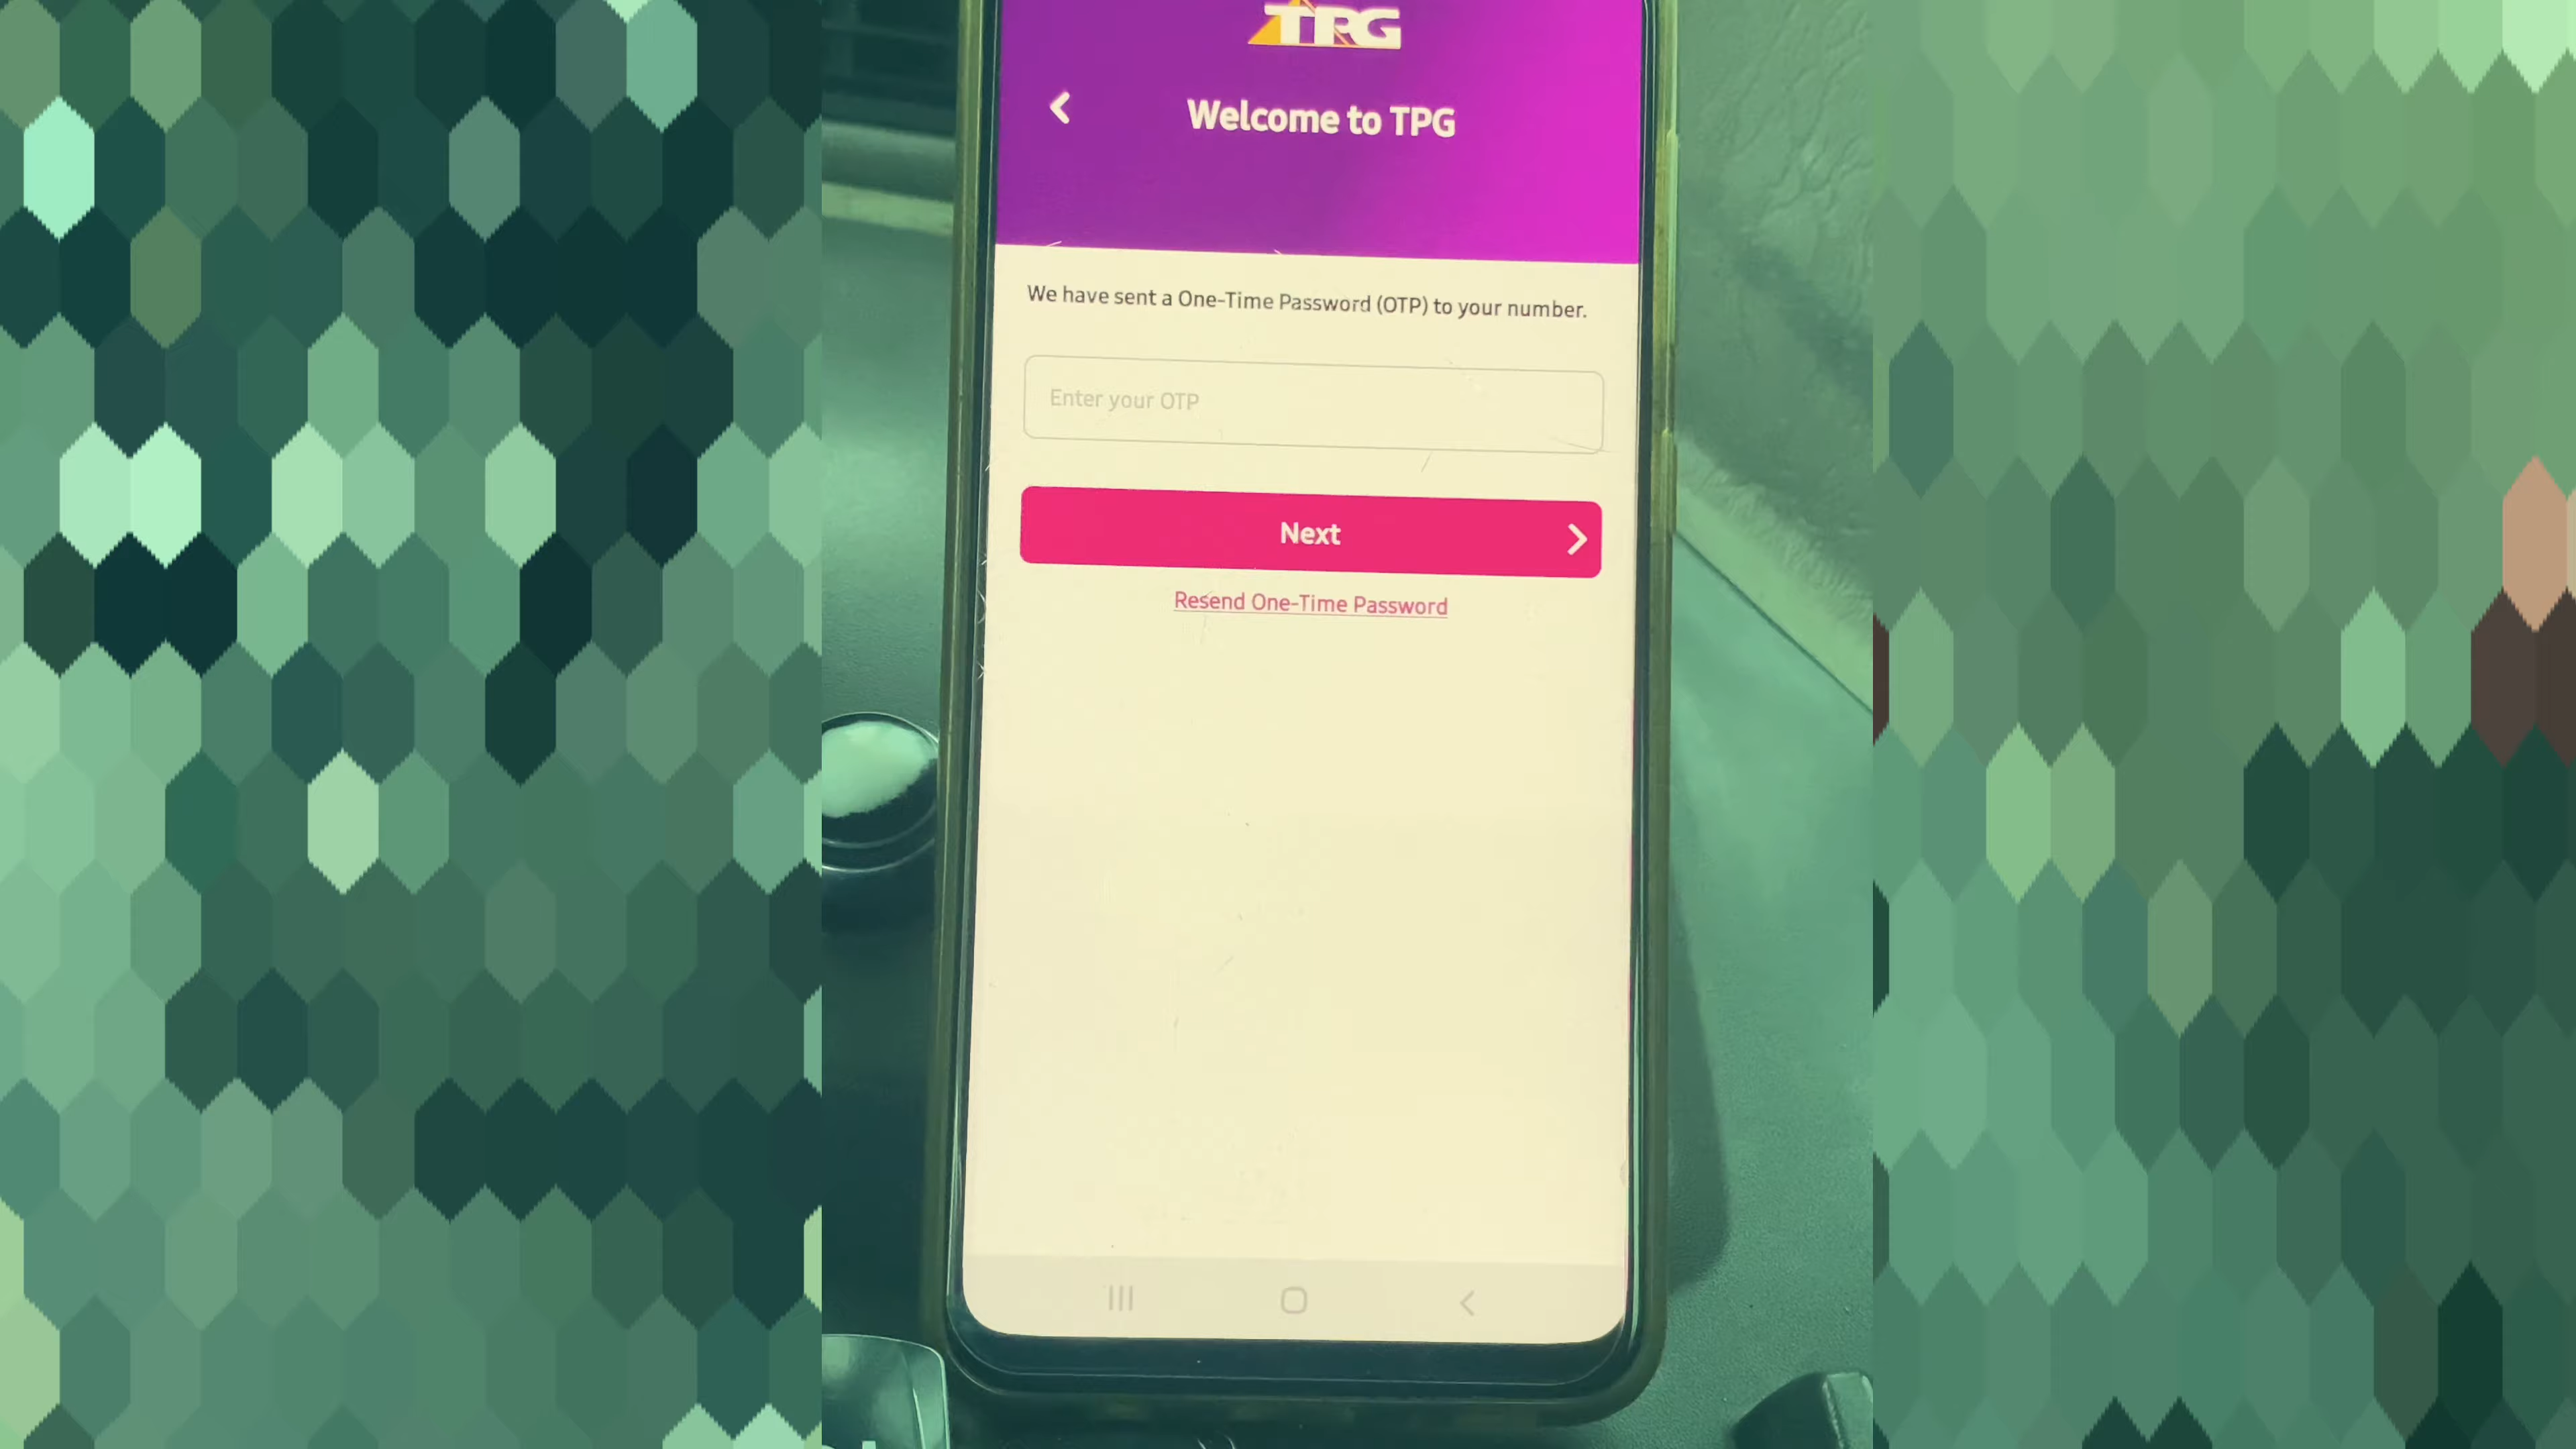 TPG
Welcome to TPG
We have sent a One-Time Password (OTP) to your number.
Enter your OTP
Next
Resend One-Time Password